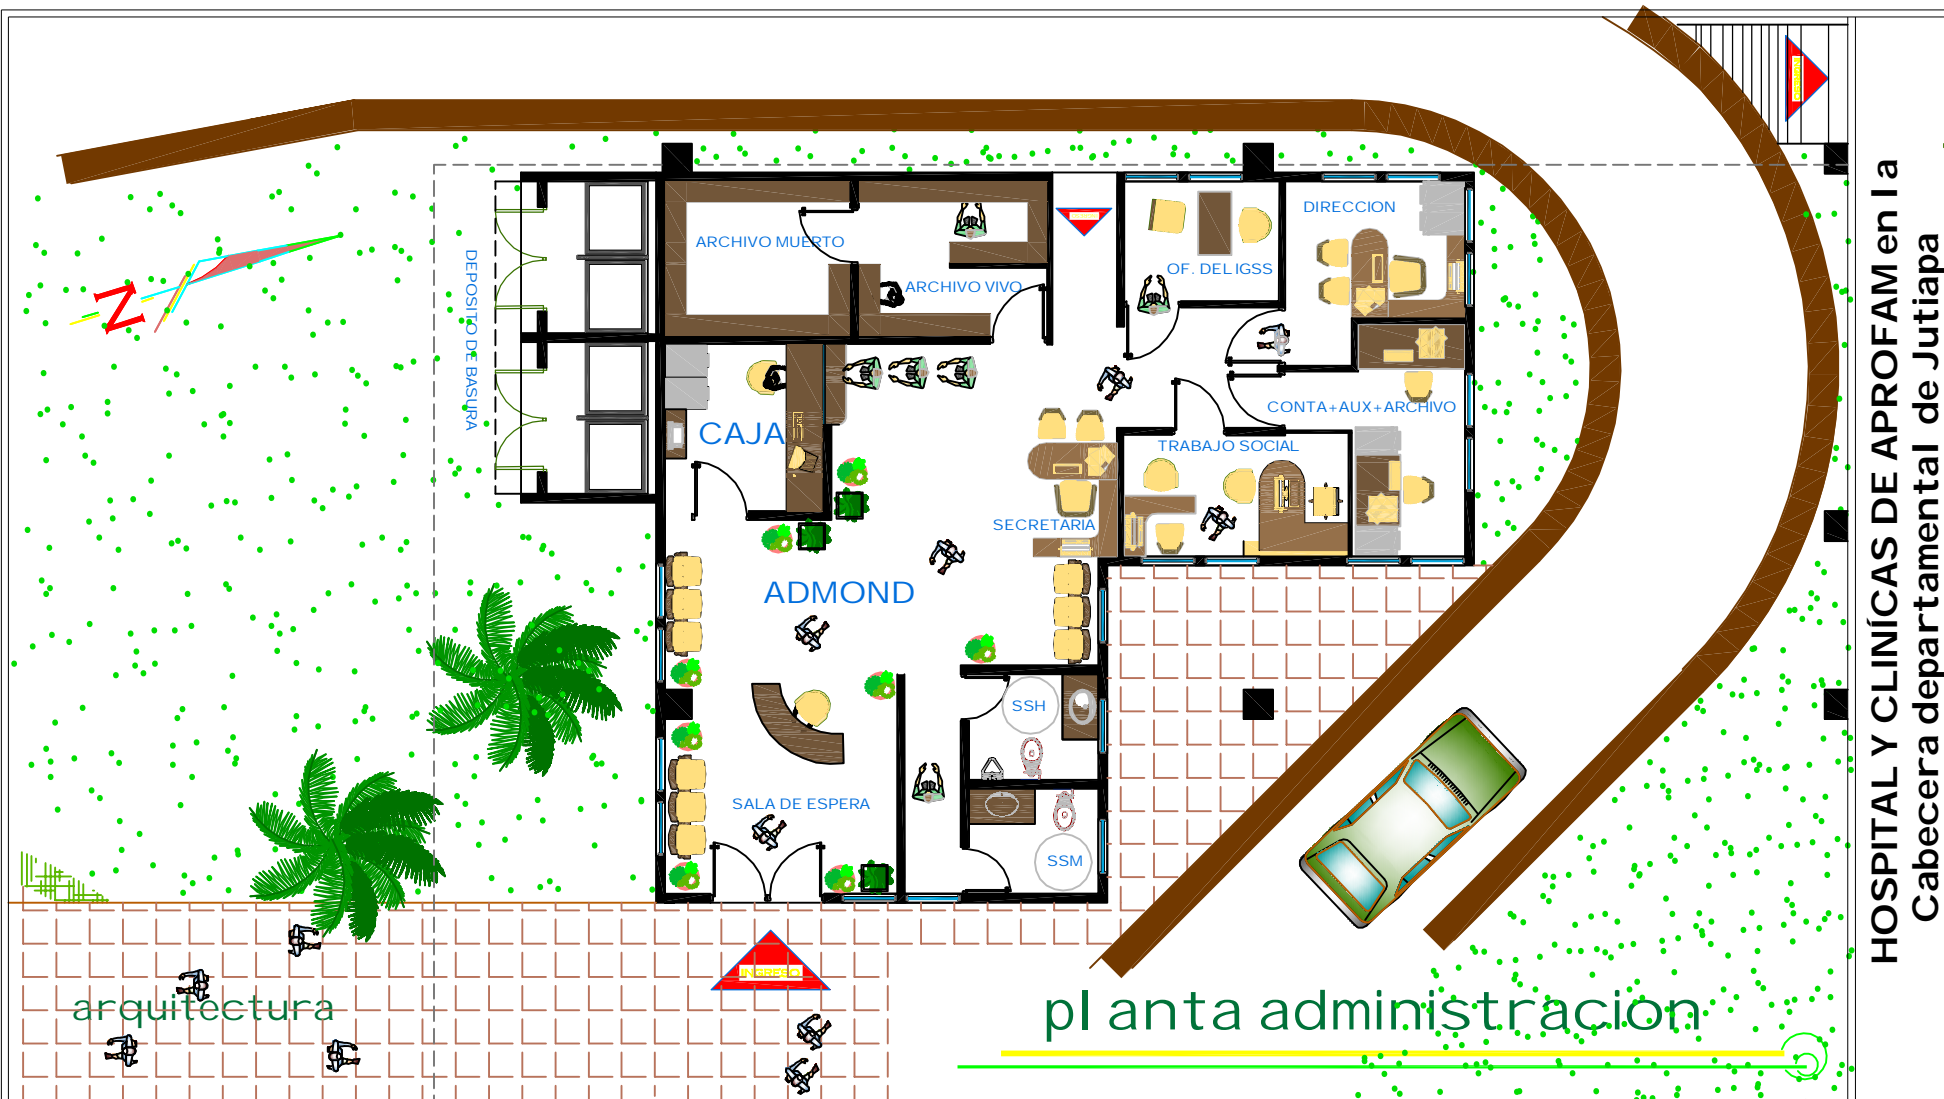 INGRESO
DIRECCION
ARCHIVO MUERTO
OF. DEL IGSS
ARCHIVO VIVO
DEPOSITO DE BASURA
N
CONTA+AUX+ARCHIVO
CAJA
TRABAJO SOCIAL
SECRETARIA
ADMOND
SSH
SALA DE ESPERA
SSM
INGRESO
arquitectura
planta administracion
HOSPITAL Y CLINÍCAS DE APROFAM en la
Cabecera departamental de Jutiapa